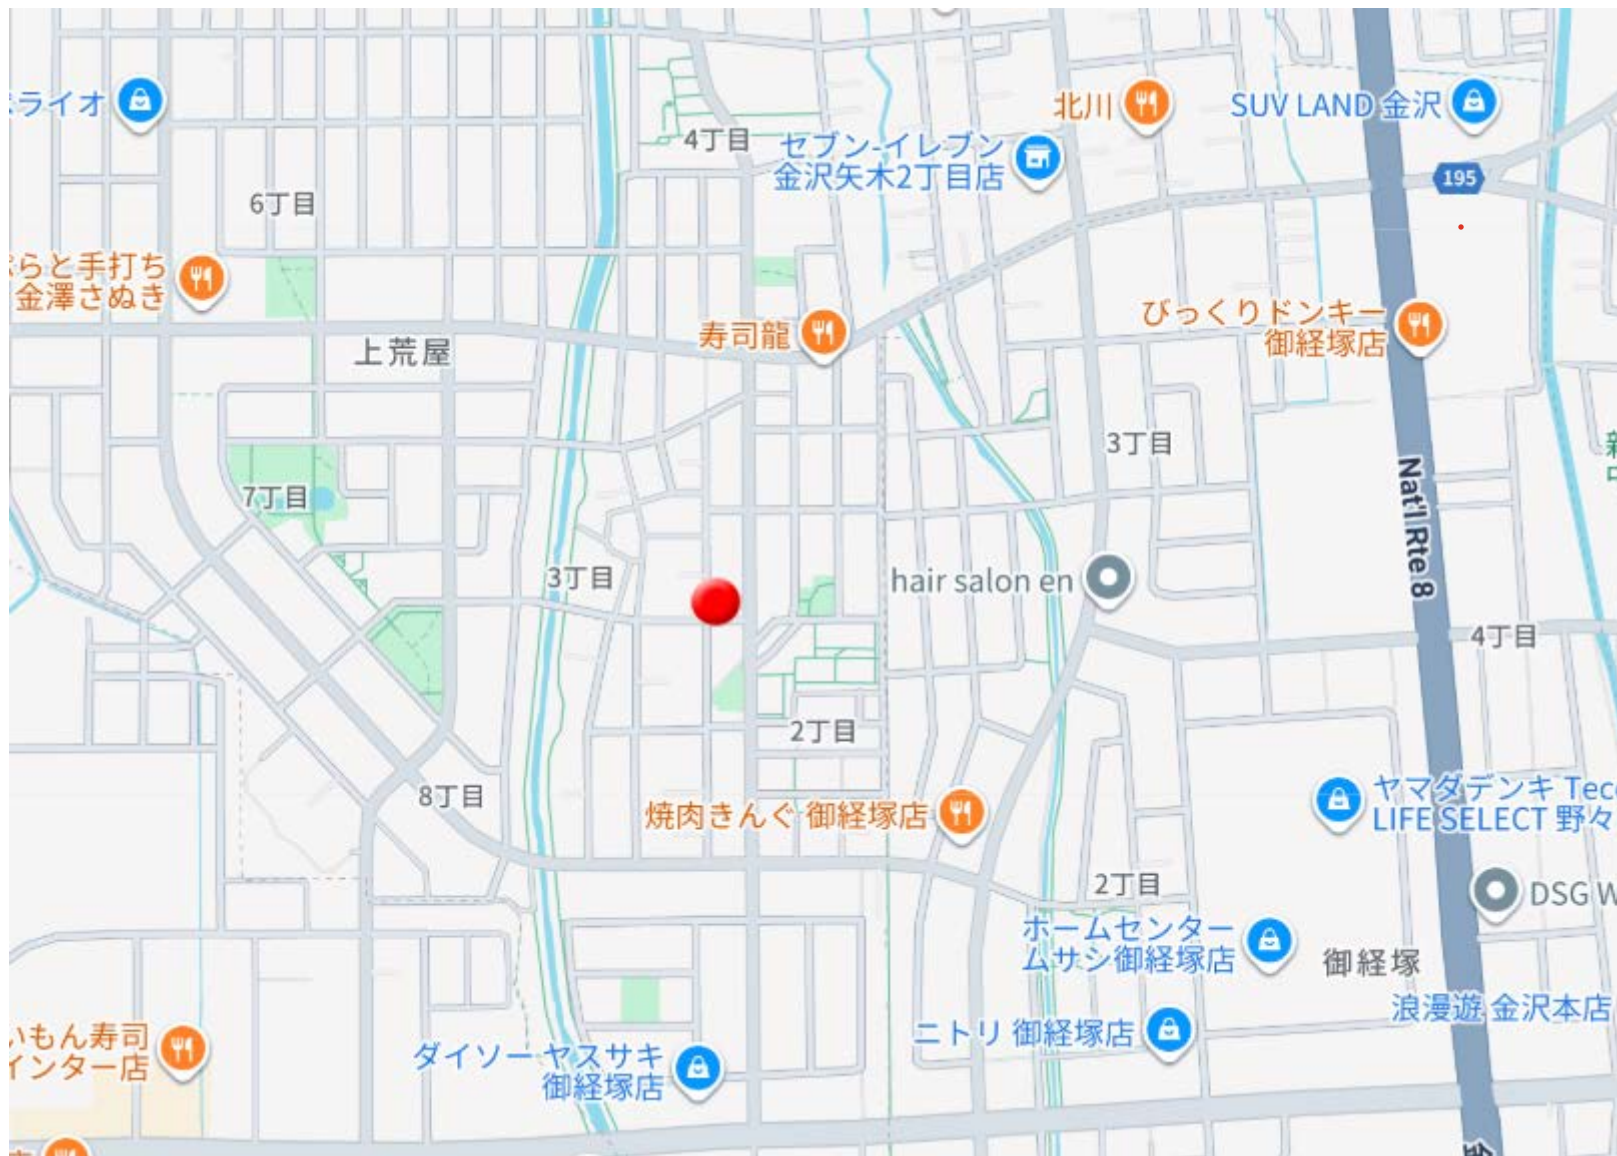 ライオ
北川
SUV LAND 金沢
4丁目
セブン-イレブン
金沢矢木2丁目店
195
6丁目
らと手打ち
金澤さぬき
びっくりドンキー
御経塚店
寿司龍
上荒屋
3丁目
7丁目
Nat'l Rte 8
3丁目
hair salon en
4丁目
2丁目
8丁目
焼肉きんぐ 御経塚店
ヤマダデンキ Tecc
LIFE SELECT 野々
2丁目
DSG W
ホームセンター
ムサシ御経塚店
御経塚
浪漫遊 金沢本店
ニトリ 御経塚店
いもん寿司
インター店
ダイソー ヤスサキ
御経塚店